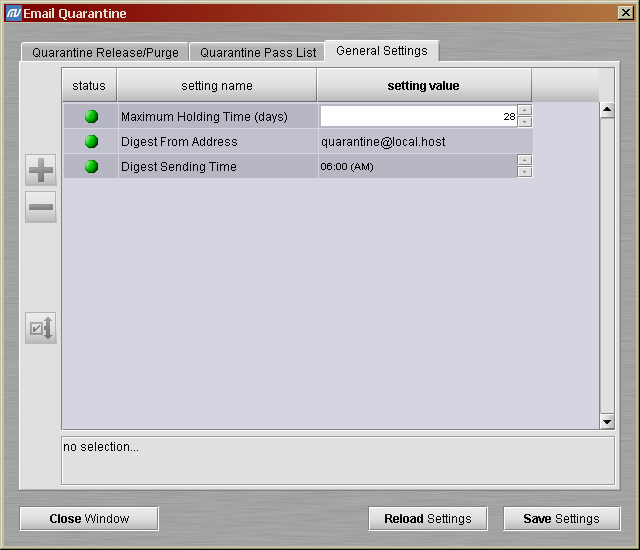 Email Quarantine
Quarantine Release/Purge Quarantine Pass List General Settings
status setting name setting value
Maximum Holding Time (days) 28
Digest From Address quarantine@local.host
Digest Sending Time 06:00 (AM)
no selection...
Close Window Reload Settings Save Settings